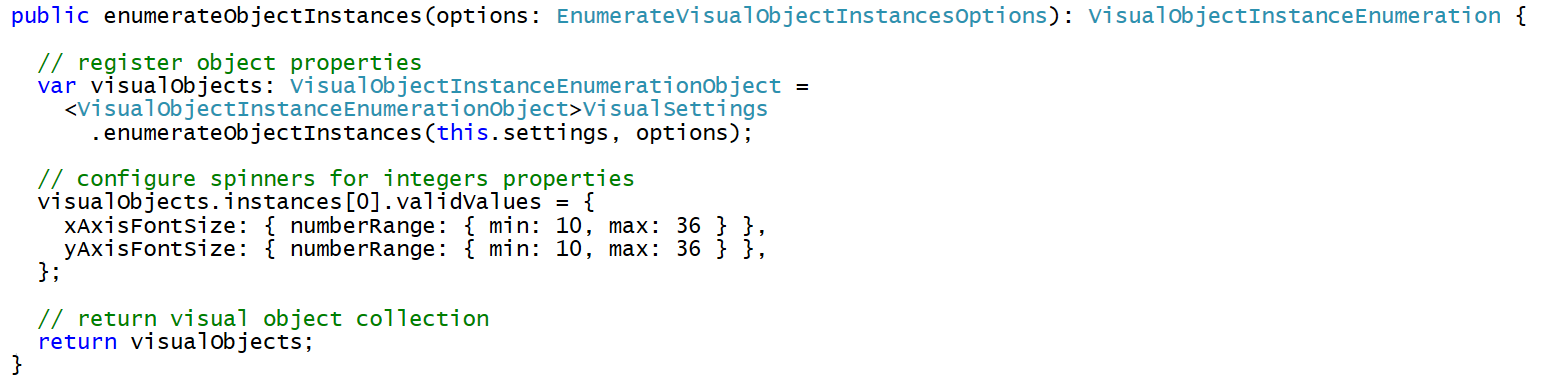 public enumerateObjectInstances(options: EnumerateVisualObjectInstancesOptions): VisualObjectInstanceEnumeration {

  // register object properties
  var visualObjects: VisualObjectInstanceEnumerationObject =
    <VisualObjectInstanceEnumerationObject>VisualSettings
      .enumerateObjectInstances(this.settings, options);

  // configure spinners for integers properties
  visualObjects.instances[0].validValues = {
    xAxisFontSize: { numberRange: { min: 10, max: 36 } },
    yAxisFontSize: { numberRange: { min: 10, max: 36 } },
  };

  // return visual object collection
  return visualObjects;
}